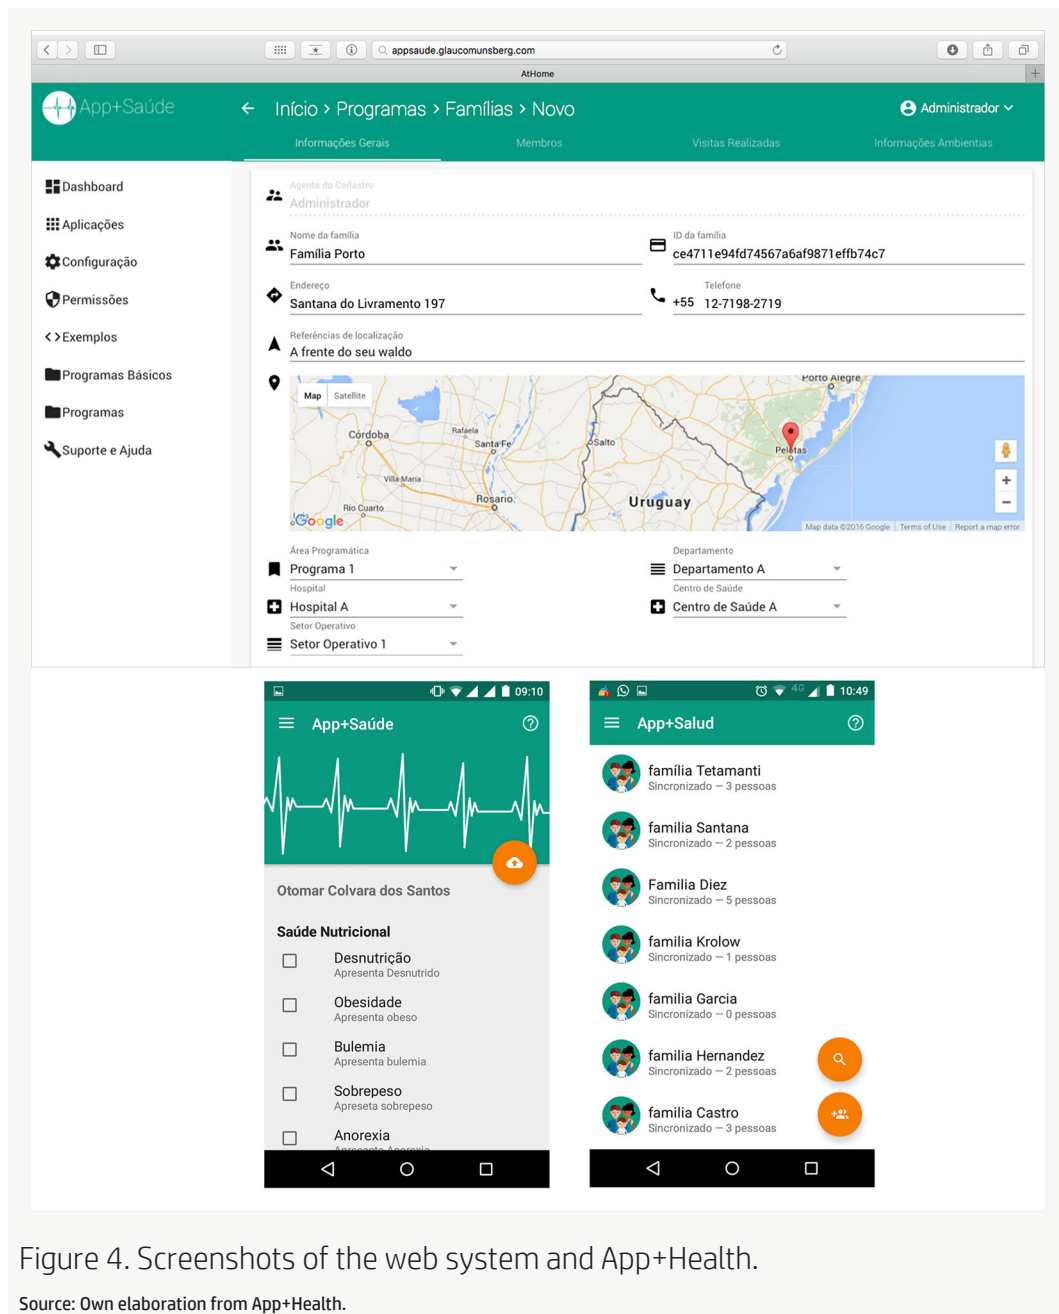 appsaude.glaucomunsberg.com
AtHome
App+Saúde
Início > Programas > Famílias > Novo
Administrador
Informações Gerais Membros Visitas Realizadas Informações Ambientias
Dashboard
Aplicações
Configuração
Permissões
Exemplos
Programas Básicos
Programas
Suporte e Ajuda
Agente do Cadastro
Administrador
Nome da família ID da família
Família Porto ce4711e94fd74567a6af9871effb74c7
Endereço Telefone
Santana do Livramento 197 +55 12-7198-2719
Referências de localização
A frente do seu waldo
Map Satellite
Porto Alegre
Córdoba
Rafaela
Santa Fe
Salto
Pelotas
Villa María
Rosario
Uruguay
Río Cuarto
Google
Map data ©2016 Google Terms of Use Report a map error
Área Programática Departamento
Programa 1 Departamento A
Hospital Centro de Saúde
Hospital A Centro de Saúde A
Setor Operativo
Setor Operativo 1
09:10
App+Saúde
Otomar Colvara dos Santos
Saúde Nutricional
Desnutrição
Apresenta Desnutrido
Obesidade
Apresenta obeso
Bulemia
Apresenta bulemia
Sobrepeso
Apreseta sobrepeso
Anorexia
Apresenta Anorexia
4G 10:49
App+Salud
família Tetamanti
Sincronizado — 3 pessoas
familia Santana
Sincronizado — 2 pessoas
Familia Diez
Sincronizado — 5 pessoas
familia Krolow
Sincronizado — 1 pessoas
familia Garcia
Sincronizado — 0 pessoas
familia Hernandez
Sincronizado — 2 pessoas
familia Castro
Sincronizado — 3 pessoas
Figure 4. Screenshots of the web system and App+Health.
Source: Own elaboration from App+Health.